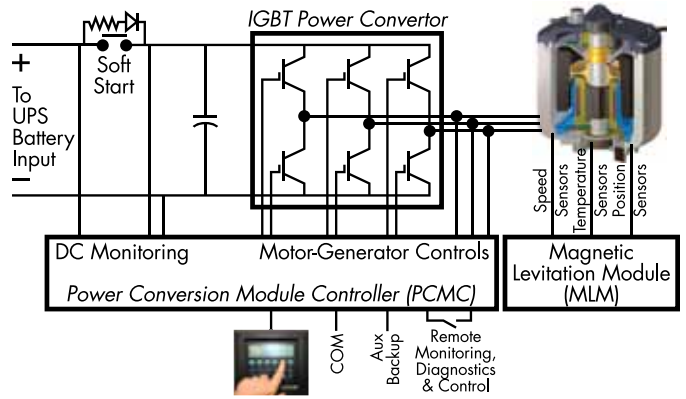 IGBT Power Convertor
+
Soft
Start
To
UPS
Battery
Input
–
Speed
Sensors
Temperature
Sensors
Position
Sensors
DC Monitoring
Motor-Generator Controls
Power Conversion Module Controller (PCMC)
Magnetic
Levitation Module
(MLM)
COM
Aux
Backup
Remote
Monitoring,
Diagnostics
& Control